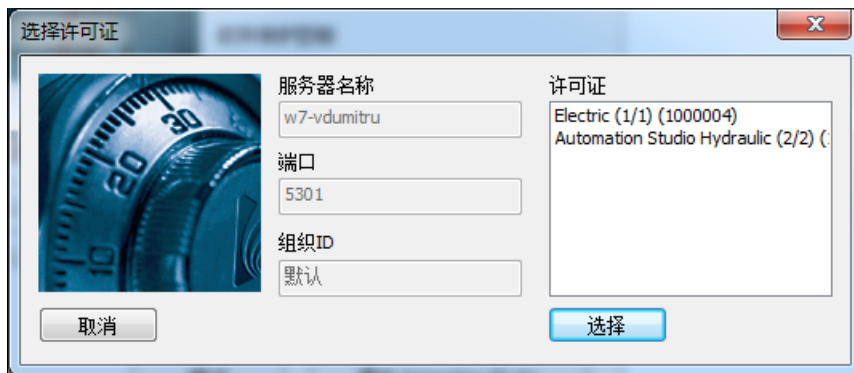 选择许可证
服务器名称
w7-vdumitru
端口
5301
组织ID
默认
许可证
Electric (1/1) (1000004)
Automation Studio Hydraulic (2/2) (
取消
选择